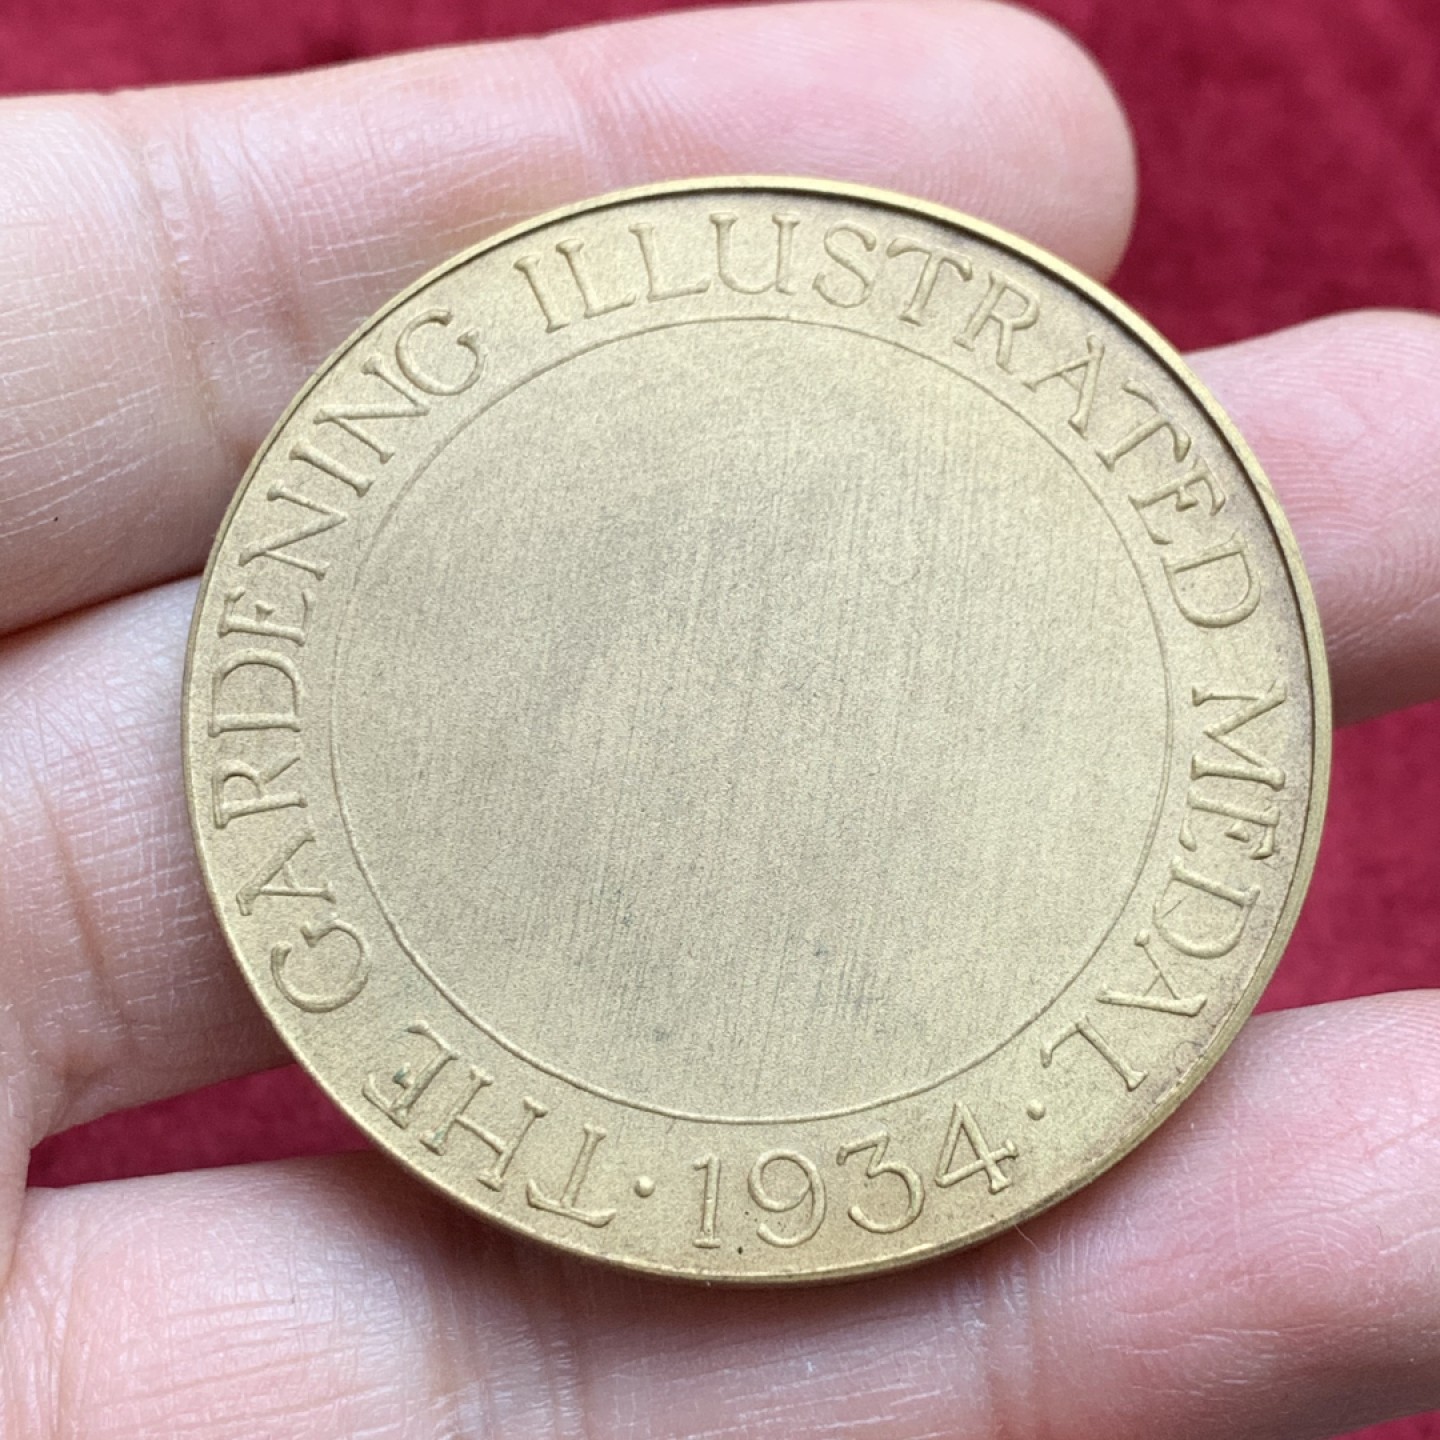 THE GARDENING ILLUSTRATED MEDAL
· 1934 ·